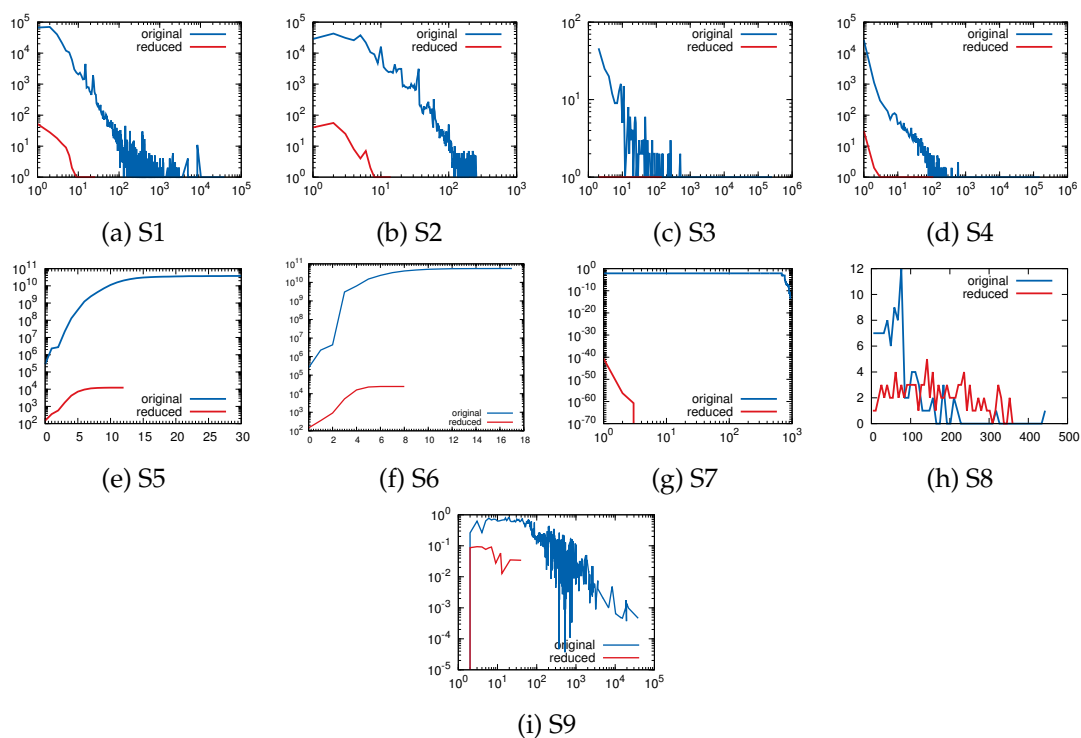 10^5
10^4
10^3
10^2
10^1
10^0
original
reduced
10^0 10^1 10^2 10^3 10^4 10^5
(a) S1
10^5
10^4
10^3
10^2
10^1
10^0
original
reduced
10^0 10^1 10^2 10^3
(b) S2
10^2
10^1
10^0
original
reduced
10^0 10^1 10^2 10^3 10^4 10^5 10^6
(c) S3
10^5
10^4
10^3
10^2
10^1
10^0
original
reduced
10^0 10^1 10^2 10^3 10^4 10^5 10^6
(d) S4
10^11
10^10
10^9
10^8
10^7
10^6
10^5
10^4
10^3
10^2
original
reduced
0 5 10 15 20 25 30
(e) S5
10^11
10^10
10^9
10^8
10^7
10^6
10^5
10^4
10^3
10^2
original
reduced
0 2 4 6 8 10 12 14 16 18
(f) S6
10^0
10^-10
10^-20
10^-30
10^-40
10^-50
10^-60
10^-70
original
reduced
10^0 10^1 10^2 10^3
(g) S7
12
10
8
6
4
2
0
original
reduced
0 100 200 300 400 500
(h) S8
10^0
10^-1
10^-2
10^-3
10^-4
10^-5
original
reduced
10^0 10^1 10^2 10^3 10^4 10^5
(i) S9